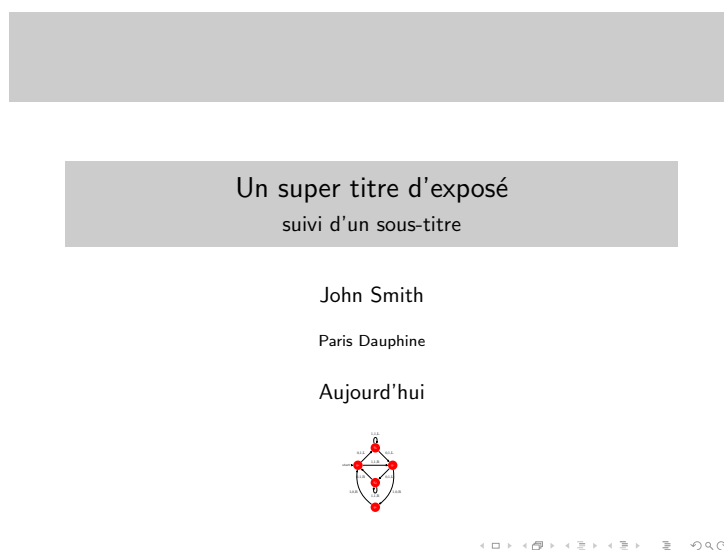 Un super titre d'exposé
suivi d'un sous-titre
John Smith
Paris Dauphine
Aujourd'hui